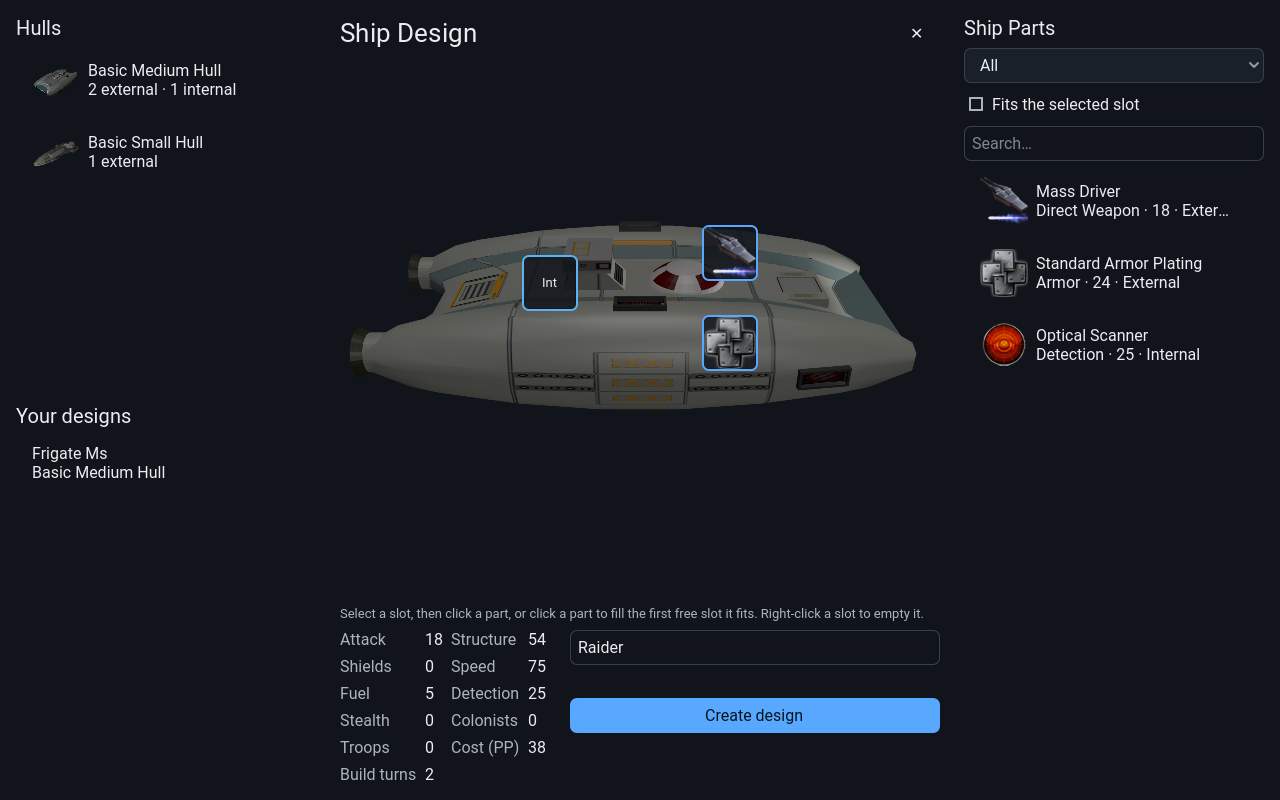 Hulls
Basic Medium Hull
2 external · 1 internal
Basic Small Hull
1 external
Your designs
Frigate Ms
Basic Medium Hull
Ship Design
×
Int
Select a slot, then click a part, or click a part to fill the first free slot it fits. Right-click a slot to empty it.
Attack 18 Structure 54
Shields 0 Speed 75
Fuel 5 Detection 25
Stealth 0 Colonists 0
Troops 0 Cost (PP) 38
Build turns 2
Raider
Create design
Ship Parts
All
Fits the selected slot
Search…
Mass Driver
Direct Weapon · 18 · Exter…
Standard Armor Plating
Armor · 24 · External
Optical Scanner
Detection · 25 · Internal